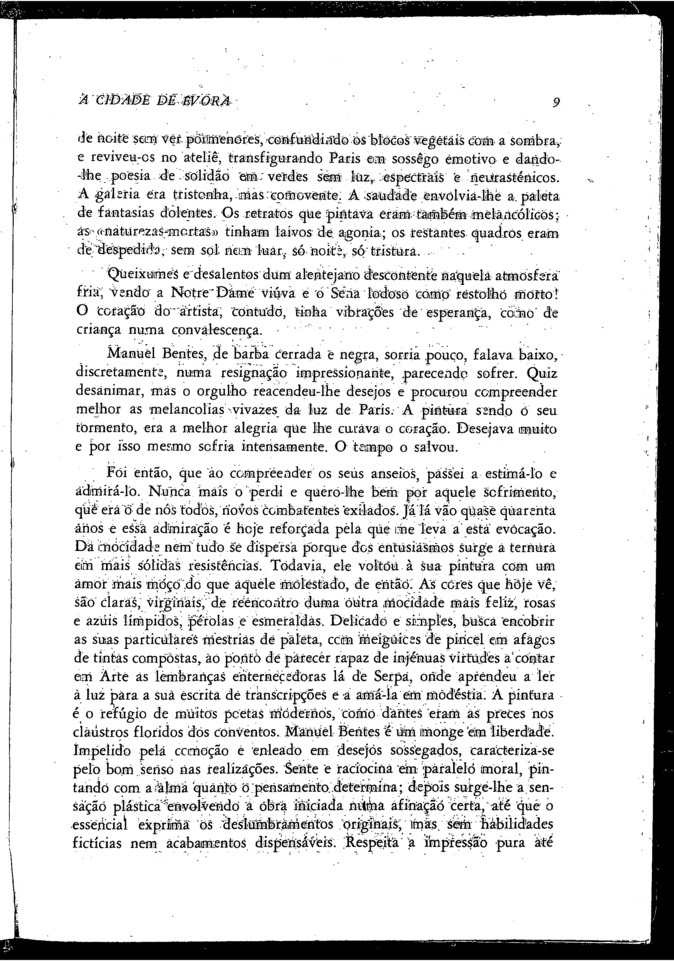 A CIDADE DE EVORA 9
de noite sem ver pormenores, confundindo os blocos vegetais com a sombra,
e reviveu-os no ateliê, transfigurando Paris em sossêgo emotivo e dando-
-lhe poesia de solidão em verdes sem luz, espectrais e neurasténicos.
A galeria era tristonha, mas comovente. A saudade envolvia-lhe a paleta
de fantasias dolentes. Os retratos que pintava eram também melancólicos;
as «naturezas-mortas» tinham laivos de agonia; os restantes quadros eram
de despedida, sem sol nem luar, só noite, só tristura.
Queixumes e desalentos dum alentejano descontente naquela atmosfera
fria, vendo a Notre-Dame viúva e o Sena lodoso como restolho morto!
O coração do artista, contudo, tinha vibrações de esperança, como de
criança numa convalescença.
Manuel Bentes, de barba cerrada e negra, sorria pouco, falava baixo,
discretamente, numa resignação impressionante, parecendo sofrer. Quiz
desanimar, mas o orgulho reacendeu-lhe desejos e procurou compreender
melhor as melancolias vivazes da luz de Paris. A pintura sendo o seu
tormento, era a melhor alegria que lhe curava o coração. Desejava muito
e por isso mesmo sofria intensamente. O tempo o salvou.
Foi então, que ao compreender os seus anseios, passei a estimá-lo e
admirá-lo. Nunca mais o perdi e quero-lhe bem por aquele sofrimento,
que era o de nós todos, novos combatentes exilados. Já lá vão quase quarenta
anos e essa admiração é hoje reforçada pela que me leva a esta evocação.
Da mocidade nem tudo se dispersa porque dos entusiasmos surge a ternura
em mais sólidas resistências. Todavia, ele voltou à sua pintura com um
amor mais môço do que aquele molestado, de então. As cores que hoje vê,
são claras, virginais, de reencontro duma outra mocidade mais feliz, rosas
e azuis límpidos, pérolas e esmeraldas. Delicado e simples, busca encobrir
as suas particulares mestrias de paleta, com meiguices de pincel em afagos
de tintas compostas, ao ponto de parecer rapaz de injénuas virtudes a contar
em Arte as lembranças enternecedoras lá de Serpa, onde aprendeu a ler
à luz para a sua escrita de transcripções e a amá-la em modéstia. A pintura
é o refúgio de muitos poetas modernos, como dantes eram as preces nos
claustros floridos dos conventos. Manuel Bentes é um monge em liberdade.
Impelido pela comoção e enleado em desejos sossegados, caracteriza-se
pelo bom senso nas realizações. Sente e raciocina em paralelo moral, pin-
tando com a alma quanto o pensamento determina; depois surge-lhe a sen-
sação plástica envolvendo a obra iniciada numa afinação certa, até que o
essencial exprima os deslumbramentos originais, mas sem habilidades
fictícias nem acabamentos dispensáveis. Respeita a impressão pura até